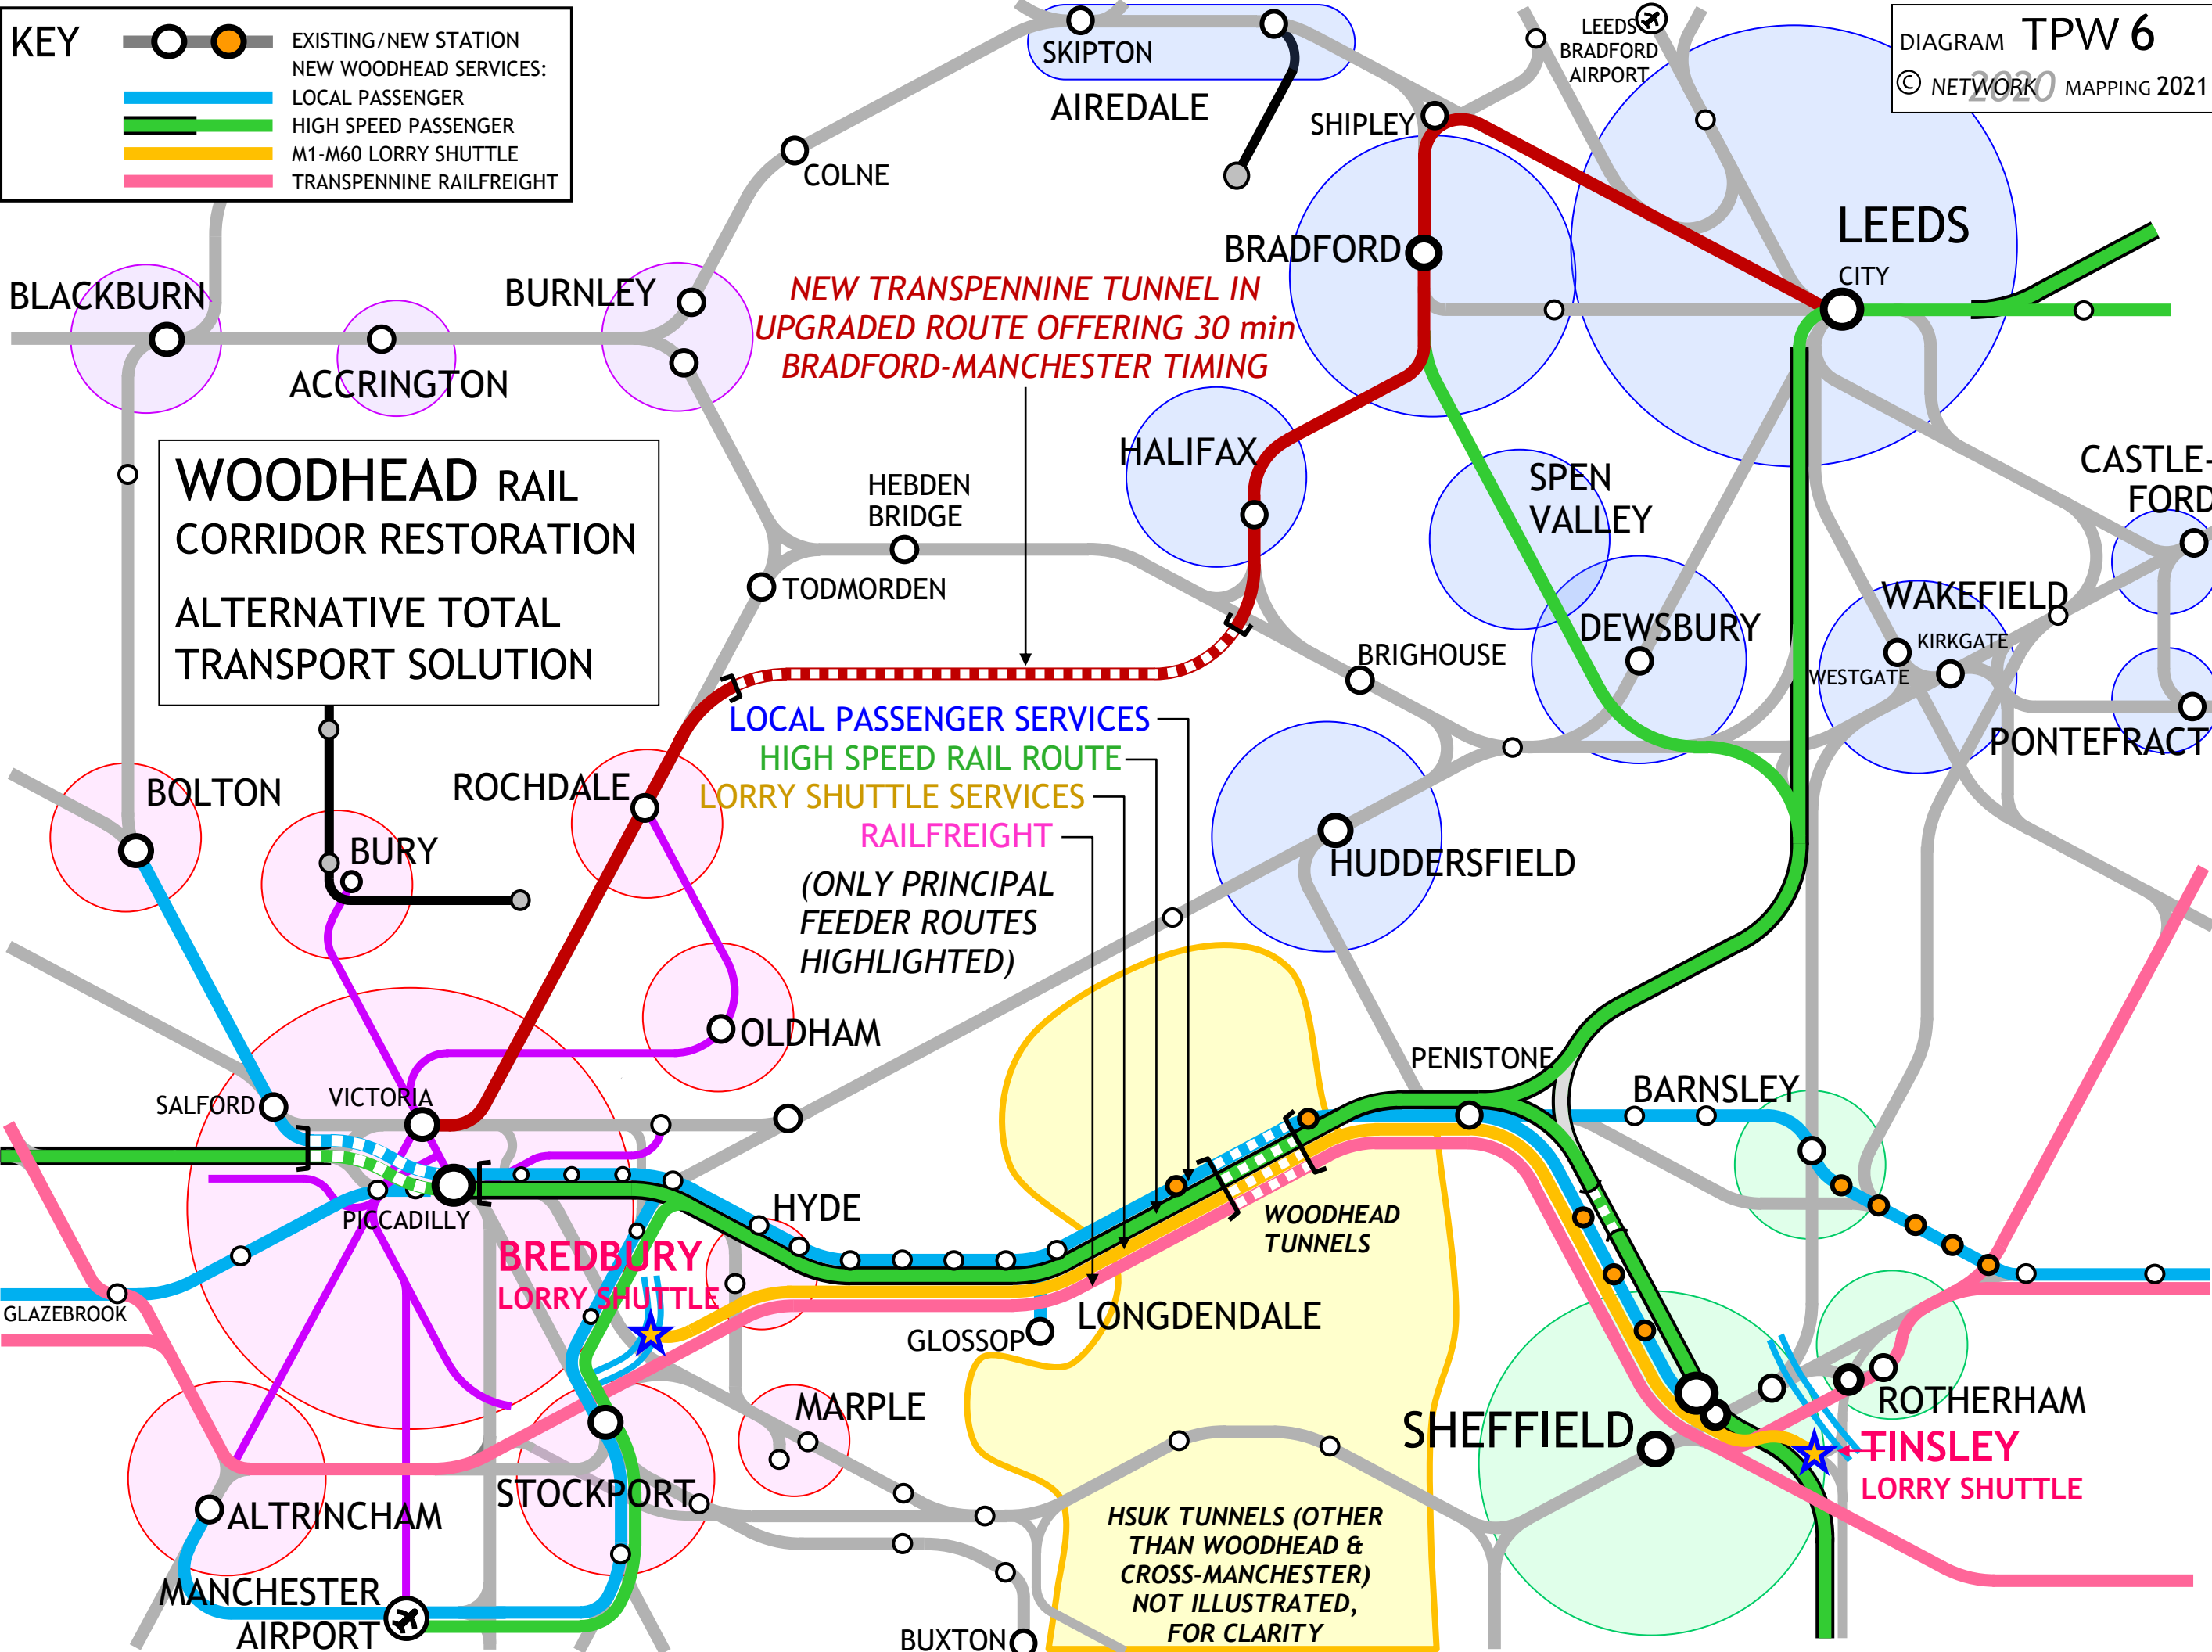 KEY
EXISTING/NEW STATION
NEW WOODHEAD SERVICES:
LOCAL PASSENGER
HIGH SPEED PASSENGER
M1-M60 LORRY SHUTTLE
TRANSPENNINE RAILFREIGHT
SKIPTON
AIREDALE
COLNE
SHIPLEY
LEEDS
BRADFORD
AIRPORT
DIAGRAM TPW 6
© NETWORK 2020 MAPPING 2021
BRADFORD
LEEDS
CITY
BLACKBURN
ACCRINGTON
BURNLEY
NEW TRANSPENNINE TUNNEL IN
UPGRADED ROUTE OFFERING 30 min
BRADFORD-MANCHESTER TIMING
HALIFAX
WOODHEAD RAIL
CORRIDOR RESTORATION
ALTERNATIVE TOTAL
TRANSPORT SOLUTION
HEBDEN
BRIDGE
TODMORDEN
SPEN
VALLEY
CASTLE-
FORD
DEWSBURY
WAKEFIELD
KIRKGATE
WESTGATE
BRIGHOUSE
PONTEFRACT
LOCAL PASSENGER SERVICES
HIGH SPEED RAIL ROUTE
LORRY SHUTTLE SERVICES
RAILFREIGHT
(ONLY PRINCIPAL
FEEDER ROUTES
HIGHLIGHTED)
BOLTON
BURY
ROCHDALE
HUDDERSFIELD
OLDHAM
PENISTONE
BARNSLEY
SALFORD
VICTORIA
PICCADILLY
HYDE
WOODHEAD
TUNNELS
BREDBURY
LORRY SHUTTLE
GLAZEBROOK
GLOSSOP
LONGDENDALE
MARPLE
SHEFFIELD
ROTHERHAM
TINSLEY
LORRY SHUTTLE
STOCKPORT
ALTRINCHAM
HSUK TUNNELS (OTHER
THAN WOODHEAD &
CROSS-MANCHESTER)
NOT ILLUSTRATED,
FOR CLARITY
MANCHESTER
AIRPORT
BUXTON